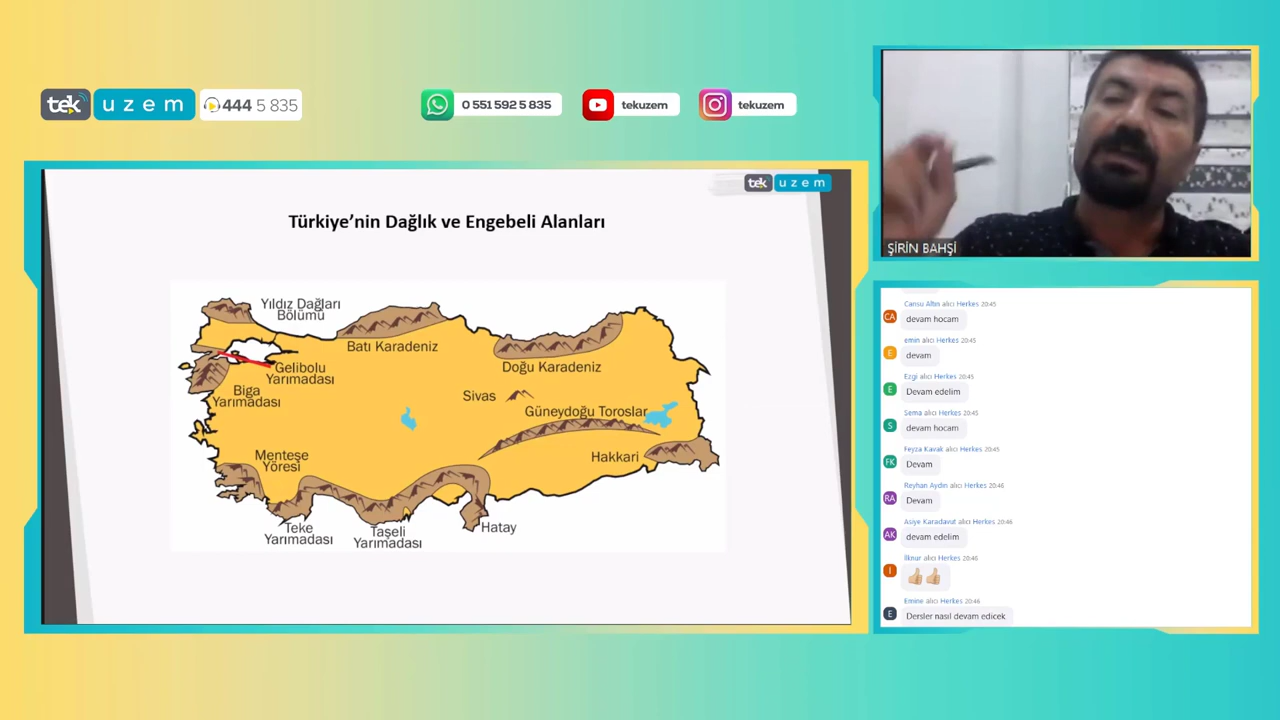 tek uzem 444 5 835
0 551 592 5 835
tekuzem
tekuzem
tek uzem
Türkiye'nin Dağlık ve Engebeli Alanları
Yıldız Dağları
Bölümü
Batı Karadeniz
Gelibolu
Yarımadası
Biga
Yarımadası
Doğu Karadeniz
Sivas
Güneydoğu Toroslar
Hakkari
Menteşe
Yöresi
Teke
Yarımadası
Taşeli
Yarımadası
Hatay
ŞİRİN BAHŞİ
Cansu Altın alıcı Herkes 20:45
CA
devam hocam
emin alıcı Herkes 20:45
E
devam
Ezgi alıcı Herkes 20:45
E
Devam edelim
Sema alıcı Herkes 20:45
S
devam hocam
Feyza Kavak alıcı Herkes 20:45
FK
Devam
Reyhan Aydın alıcı Herkes 20:46
RA
Devam
Asiye Karadavut alıcı Herkes 20:46
AK
devam edelim
İlknur alıcı Herkes 20:46
I
Emine alıcı Herkes 20:46
E
Dersler nasıl devam edicek